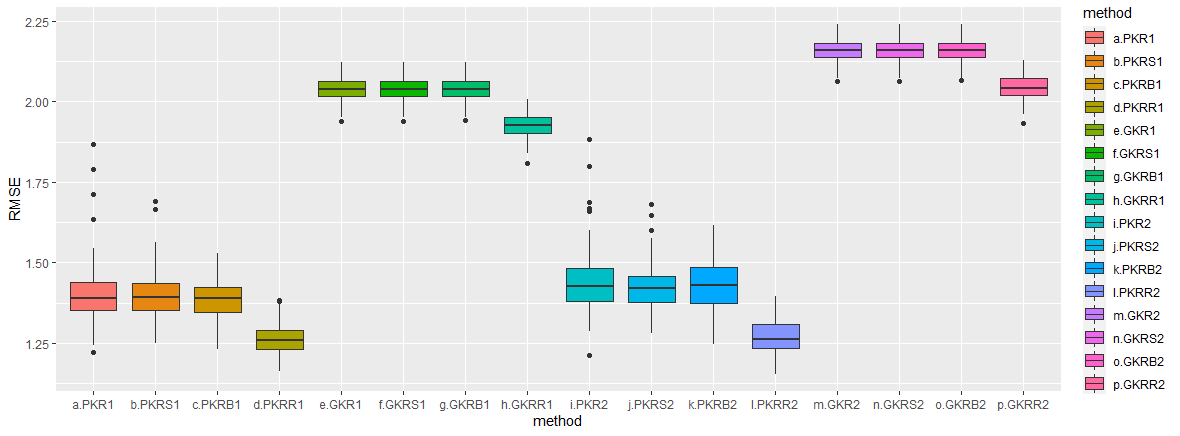 2.25
2.00
1.75
1.50
1.25
RMSE
a.PKR1 b.PKRS1 c.PKRB1 d.PKRR1 e.GKR1 f.GKRS1 g.GKRB1 h.GKRR1 i.PKR2 j.PKRS2 k.PKRB2 l.PKRR2 m.GKR2 n.GKRS2 o.GKRB2 p.GKRR2
method
method
a.PKR1
b.PKRS1
c.PKRB1
d.PKRR1
e.GKR1
f.GKRS1
g.GKRB1
h.GKRR1
i.PKR2
j.PKRS2
k.PKRB2
l.PKRR2
m.GKR2
n.GKRS2
o.GKRB2
p.GKRR2